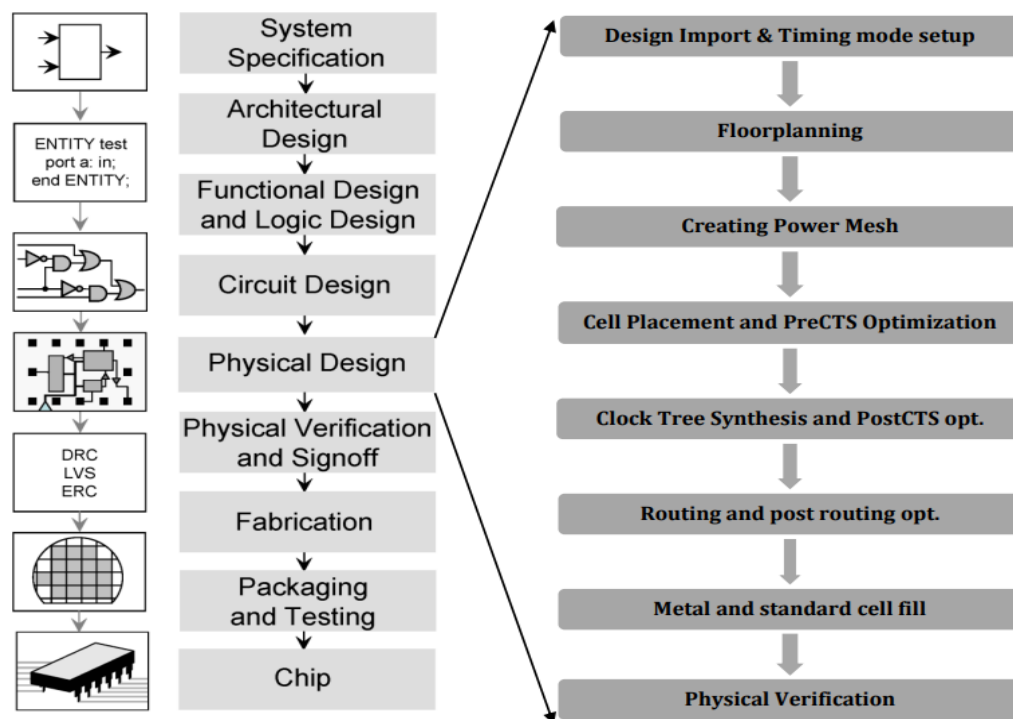 ENTITY test
port a: in;
end ENTITY;
DRC
LVS
ERC
System
Specification
Architectural
Design
Functional Design
and Logic Design
Circuit Design
Physical Design
Physical Verification
and Signoff
Fabrication
Packaging
and Testing
Chip
Design Import & Timing mode setup
Floorplanning
Creating Power Mesh
Cell Placement and PreCTS Optimization
Clock Tree Synthesis and PostCTS opt.
Routing and post routing opt.
Metal and standard cell fill
Physical Verification